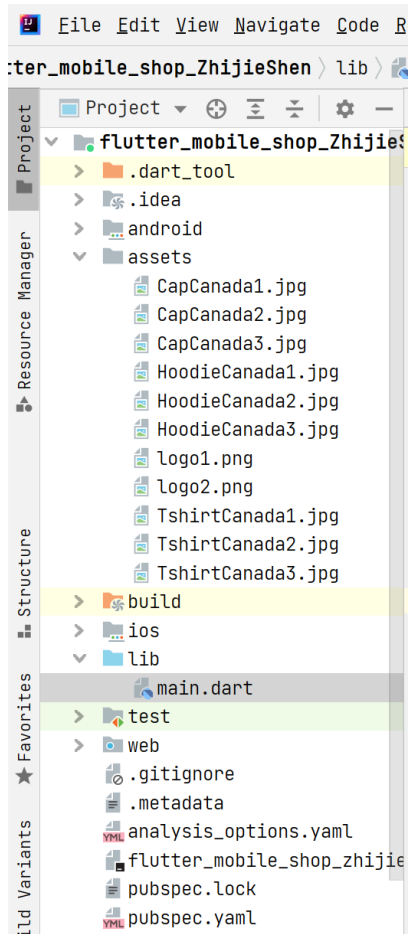 File Edit View Navigate Code R
tter_mobile_shop_ZhijieShen lib
Project
flutter_mobile_shop_ZhijieS
.dart_tool
.idea
android
assets
CapCanada1.jpg
CapCanada2.jpg
CapCanada3.jpg
HoodieCanada1.jpg
HoodieCanada2.jpg
HoodieCanada3.jpg
logo1.png
logo2.png
TshirtCanada1.jpg
TshirtCanada2.jpg
TshirtCanada3.jpg
build
ios
lib
main.dart
test
web
.gitignore
.metadata
analysis_options.yaml
flutter_mobile_shop_zhijie
pubspec.lock
pubspec.yaml
Project
Resource Manager
Structure
Favorites
ild Variants